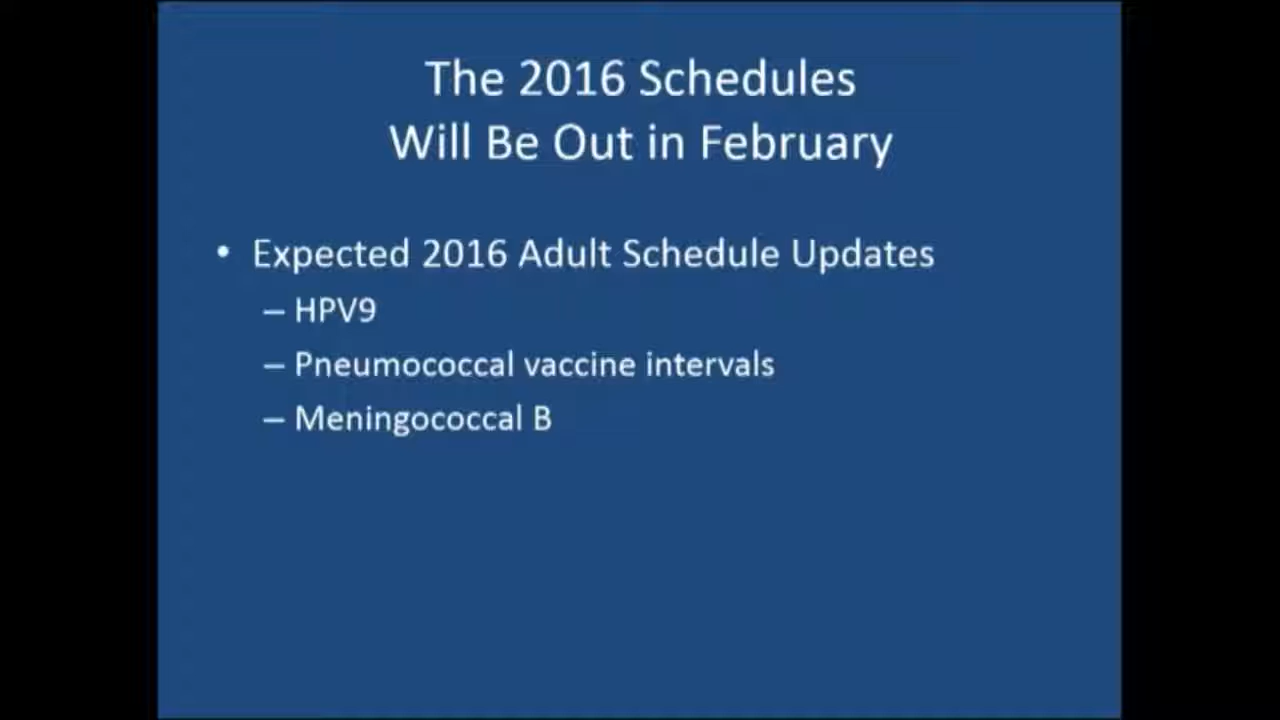 The 2016 Schedules
Will Be Out in February
• Expected 2016 Adult Schedule Updates
– HPV9
– Pneumococcal vaccine intervals
– Meningococcal B